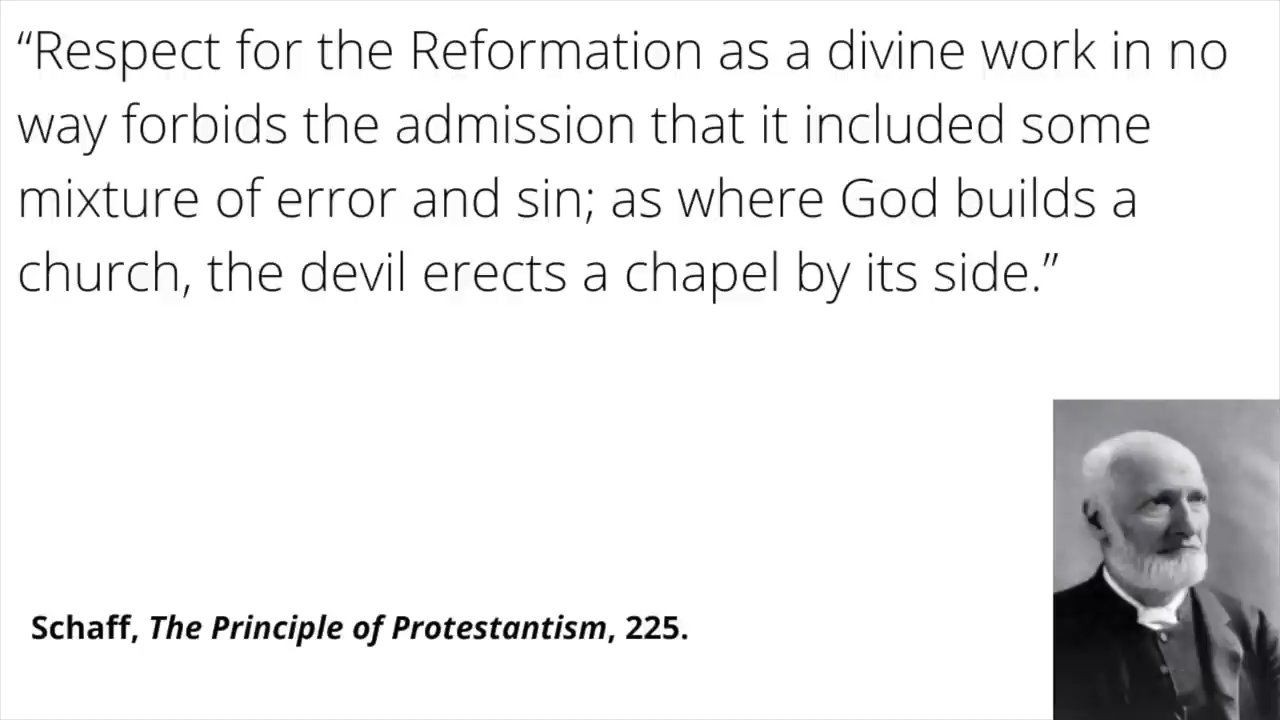 “Respect for the Reformation as a divine work in no
way forbids the admission that it included some
mixture of error and sin; as where God builds a
church, the devil erects a chapel by its side.”
Schaff, The Principle of Protestantism, 225.